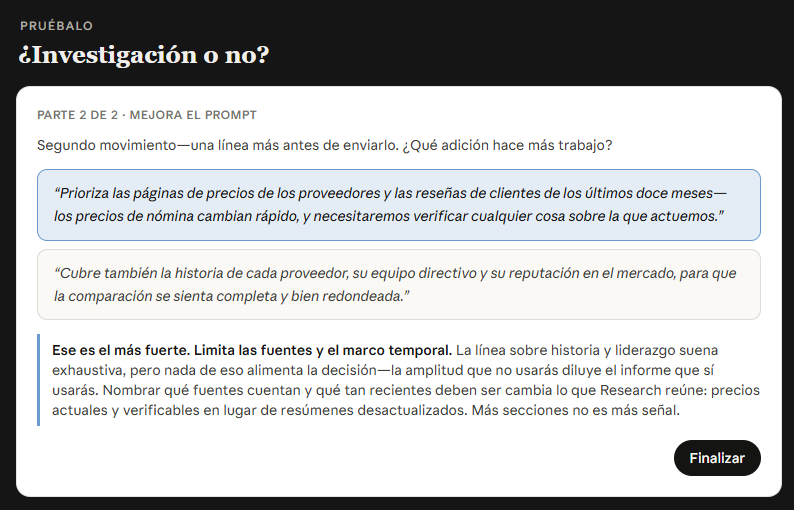 PRUÉBALO
¿Investigación o no?
PARTE 2 DE 2 · MEJORA EL PROMPT
Segundo movimiento—una línea más antes de enviarlo. ¿Qué adición hace más trabajo?
“Prioriza las páginas de precios de los proveedores y las reseñas de clientes de los últimos doce meses—
los precios de nómina cambian rápido, y necesitaremos verificar cualquier cosa sobre la que actuemos.”
“Cubre también la historia de cada proveedor, su equipo directivo y su reputación en el mercado, para que
la comparación se sienta completa y bien redondeada.”
Ese es el más fuerte. Limita las fuentes y el marco temporal. La línea sobre historia y liderazgo suena
exhaustiva, pero nada de eso alimenta la decisión—la amplitud que no usarás diluye el informe que sí
usarás. Nombrar qué fuentes cuentan y qué tan recientes deben ser cambia lo que Research reúne: precios
actuales y verificables en lugar de resúmenes desactualizados. Más secciones no es más señal.
Finalizar